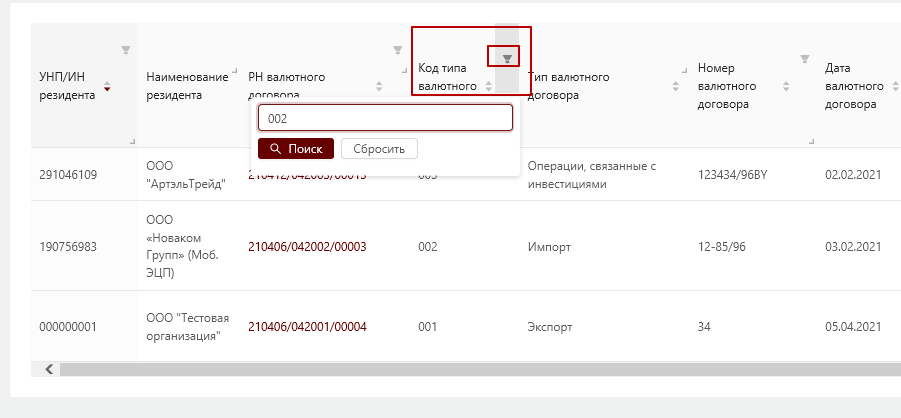 УНП/ИН
резидента
Наименование
резидента
РН валютного
договора
Код типа
валютного
Тип валютного
договора
Номер
валютного
договора
Дата
валютного
договора
002
Поиск
Сбросить
291046109
ООО
"АртэльТрейд"
210412/042003/00013
003
Операции, связанные с
инвестициями
123434/96BY
02.02.2021
190756983
ООО
«Новаком
Групп» (Моб.
ЭЦП)
210406/042002/00003
002
Импорт
12-85/96
03.02.2021
000000001
ООО "Тестовая
организация"
210406/042001/00004
001
Экспорт
34
05.04.2021